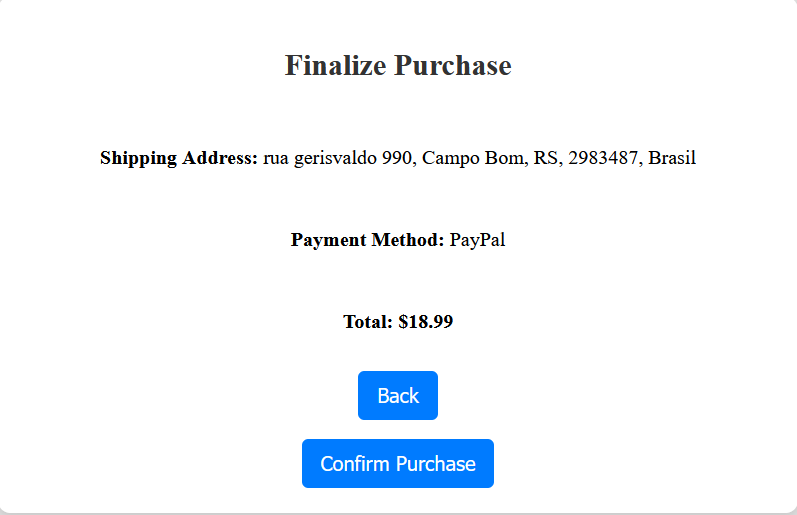 Finalize Purchase
Shipping Address: rua gerisvaldo 990, Campo Bom, RS, 2983487, Brasil
Payment Method: PayPal
Total: $18.99
Back
Confirm Purchase